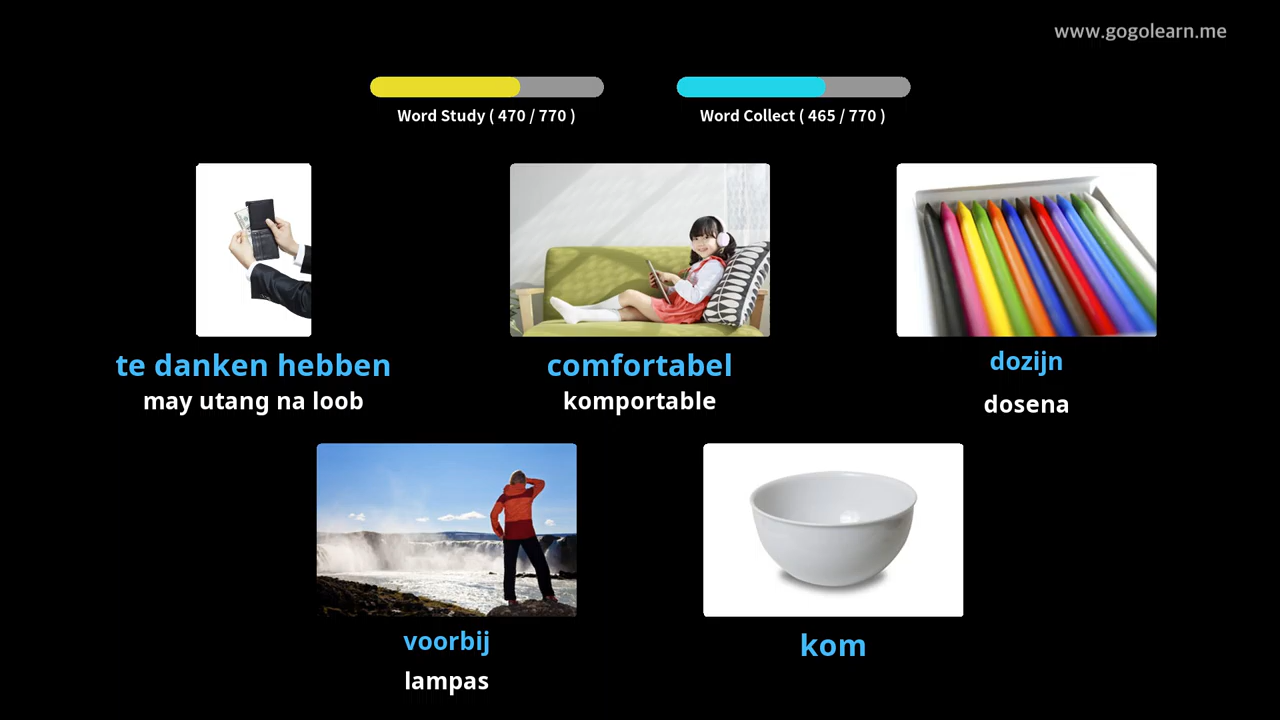 www.gogolearn.me
Word Study ( 470 / 770 )
Word Collect ( 465 / 770 )
te danken hebben
may utang na loob
comfortabel
komportable
dozijn
dosena
voorbij
lampas
kom